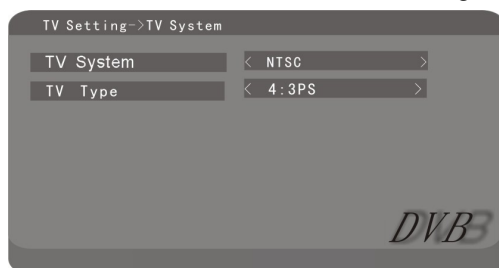 TV Setting->TV System
TV System < NTSC >
TV Type < 4:3PS >
DVB